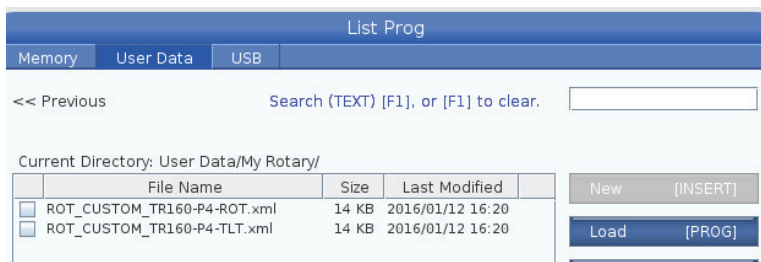 List Prog
Memory User Data USB
<< Previous Search (TEXT) [F1], or [F1] to clear.
Current Directory: User Data/My Rotary/
File Name Size Last Modified
New [INSERT]
ROT_CUSTOM_TR160-P4-ROT.xml 14 KB 2016/01/12 16:20
ROT_CUSTOM_TR160-P4-TLT.xml 14 KB 2016/01/12 16:20
Load [PROG]